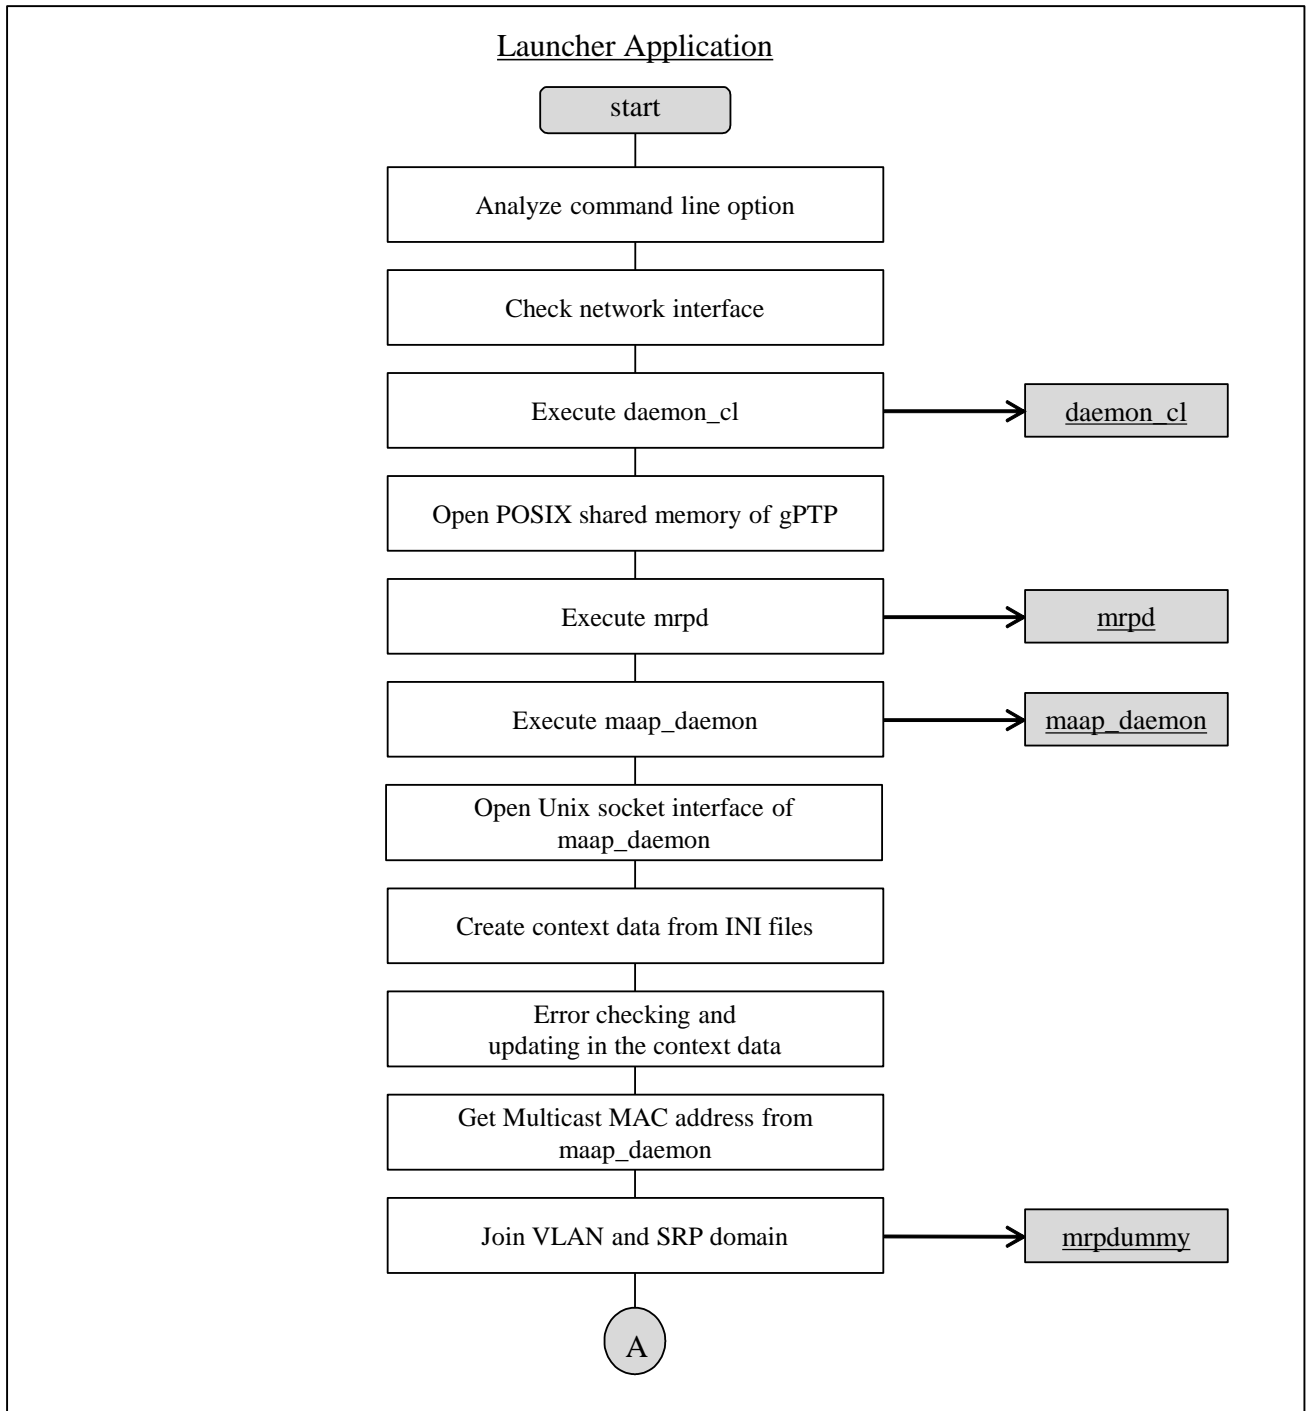 Launcher Application
start
Analyze command line option
Check network interface
Execute daemon_cl
daemon_cl
Open POSIX shared memory of gPTP
Execute mrpd
mrpd
Execute maap_daemon
maap_daemon
Open Unix socket interface of
maap_daemon
Create context data from INI files
Error checking and
updating in the context data
Get Multicast MAC address from
maap_daemon
Join VLAN and SRP domain
mrpdummy
A